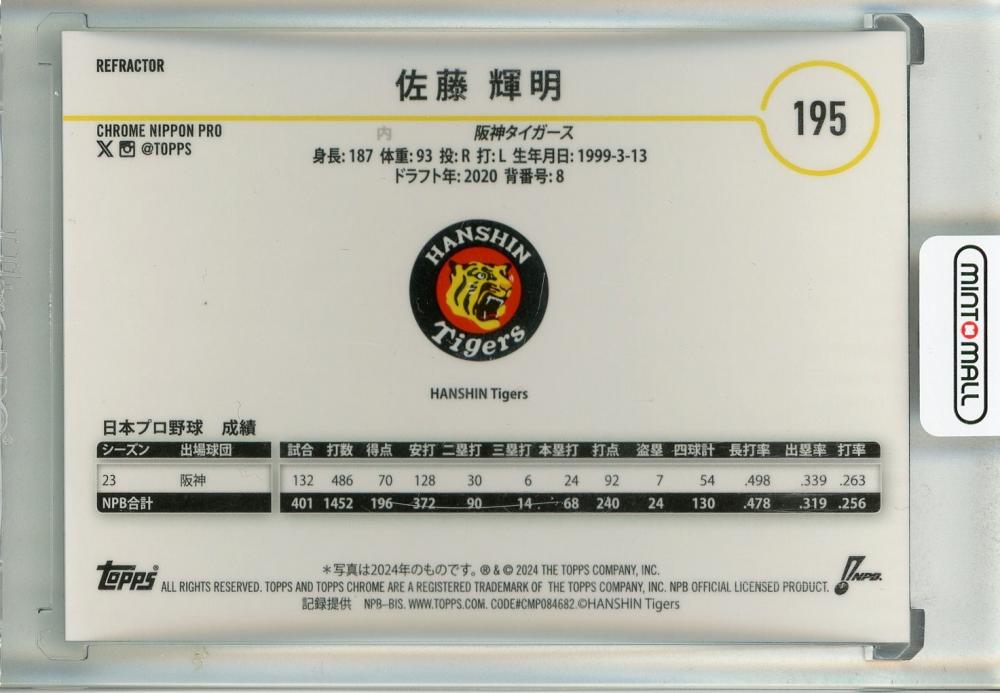 REFRACTOR
佐藤 輝明
195
CHROME NIPPON PRO
@TOPPS
内 阪神タイガース
身長: 187 体重: 93 投: R 打: L 生年月日: 1999-3-13
ドラフト年: 2020 背番号: 8
HANSHIN
Tigers
HANSHIN Tigers
MINTMALL
日本プロ野球 成績
シーズン 出場球団 試合 打数 得点 安打 二塁打 三塁打 本塁打 打点 盗塁 四球計 長打率 出塁率 打率
23 阪神 132 486 70 128 30 6 24 92 7 54 .498 .339 .263
NPB合計 401 1452 196 372 90 14 68 240 24 130 .478 .319 .256
Topps
＊写真は2024年のものです。 ® & © 2024 THE TOPPS COMPANY, INC.
ALL RIGHTS RESERVED. TOPPS AND TOPPS CHROME ARE A REGISTERED TRADEMARK OF THE TOPPS COMPANY, INC. NPB OFFICIAL LICENSED PRODUCT.
記録提供 NPB-BIS. WWW.TOPPS.COM. CODE#CMP084682.©HANSHIN Tigers
NPB